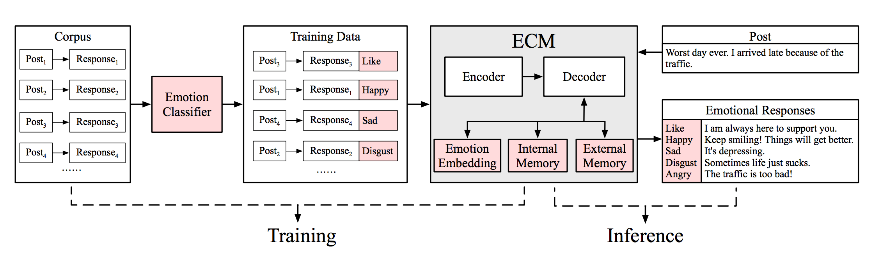 Corpus
Post₁ Response₁
Post₂ Response₂
Post₃ Response₃
Post₄ Response₄
......
Emotion
Classifier
Training Data
Post₃ Response₃ Like
Post₁ Response₁ Happy
Post₄ Response₄ Sad
Post₂ Response₂ Disgust
......
ECM
Encoder
Decoder
Emotion
Embedding
Internal
Memory
External
Memory
Post
Worst day ever. I arrived late because of the
traffic.
Emotional Responses
Like I am always here to support you.
Happy Keep smiling! Things will get better.
Sad It's depressing.
Disgust Sometimes life just sucks.
Angry The traffic is too bad!
Training
Inference